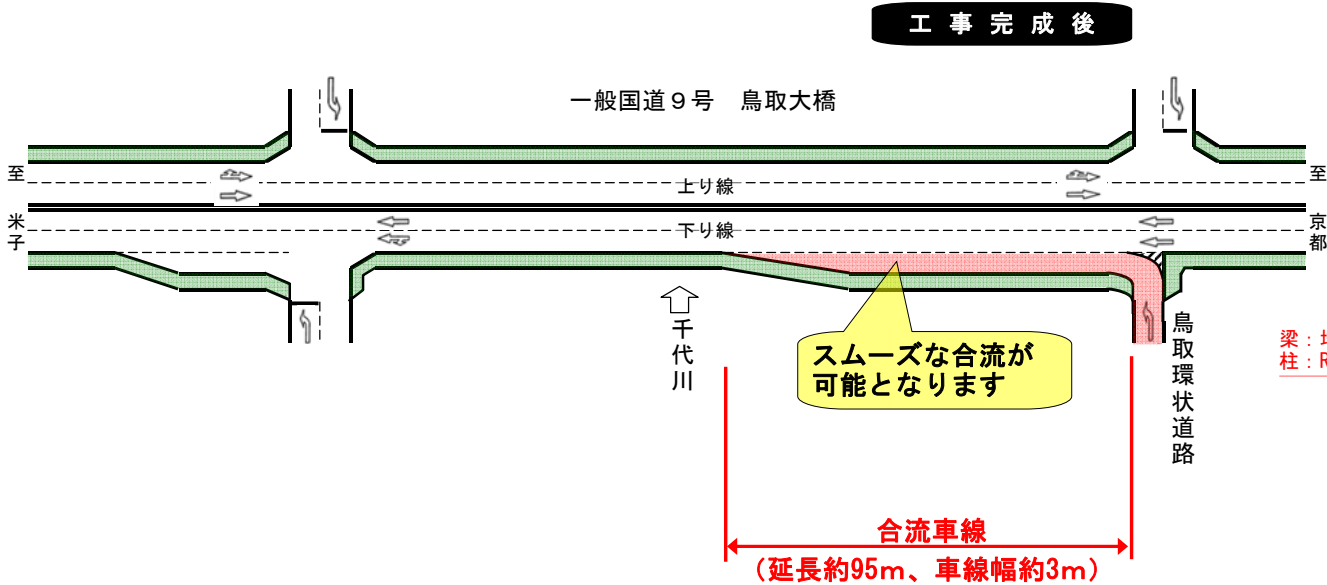 工事完成後
一般国道９号　鳥取大橋
至
米子
上り線
下り線
至
京都
千代川
スムーズな合流が
可能となります
鳥取環状道路
梁：
柱：R
合流車線
（延長約95ｍ、車線幅約3ｍ）